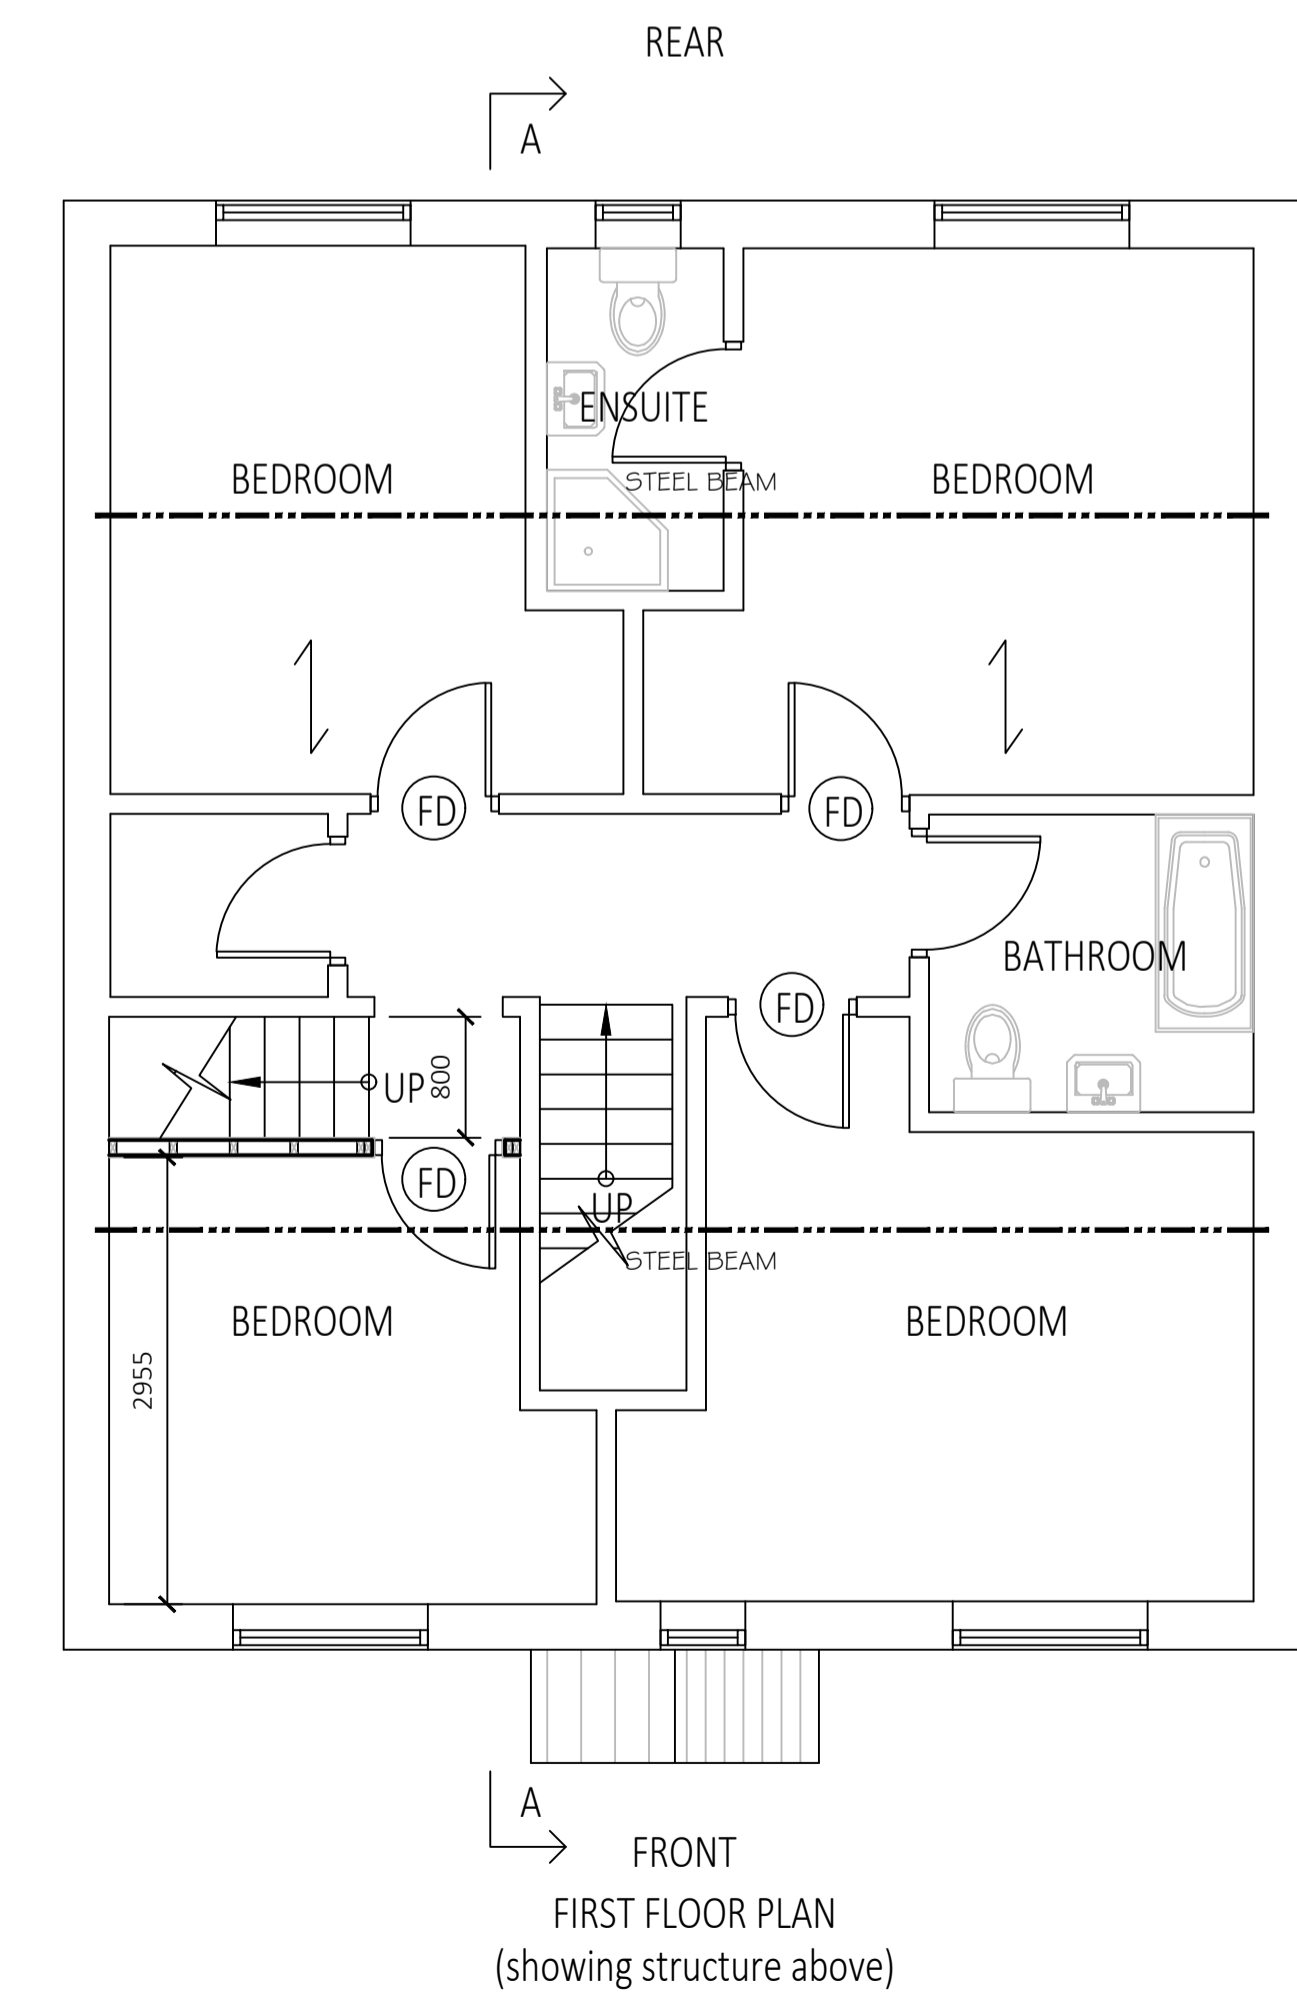 REAR
A
ENSUITE
BEDROOM
STEEL BEAM
BEDROOM
FD
FD
BATHROOM
FD
UP
800
FD
UP
STEEL BEAM
BEDROOM
BEDROOM
2955
A
FRONT
FIRST FLOOR PLAN
(showing structure above)